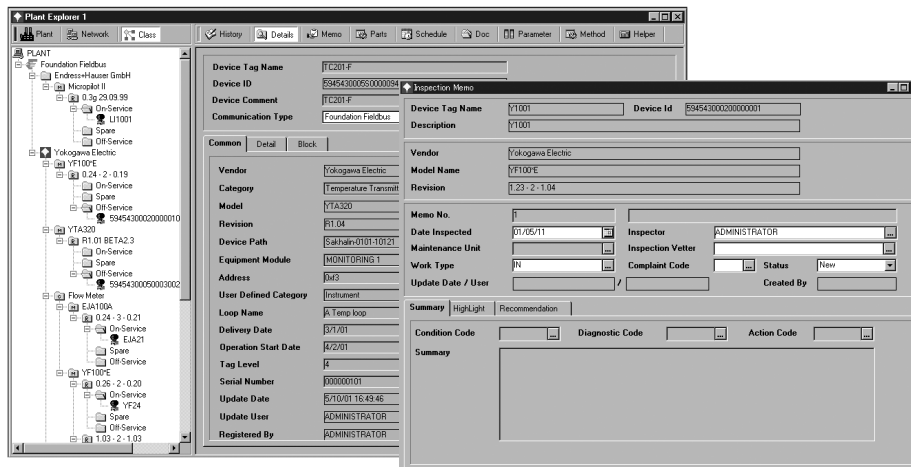 Plant Explorer 1
Plant Network Class History Details Memo Parts Schedule Doc Parameter Method Helper
PLANT
Foundation Fieldbus
Endress+Hauser GmbH
Micropilot II
0.3g 29.09.99
On-Service
LI1001
Spare
Off-Service
Yokogawa Electric
YF100*E
0.24 - 2 - 0.19
On-Service
Spare
Off-Service
5945430002000010
YTA320
R1.01 BETA2.3
On-Service
Spare
Off-Service
59454300050003002
Flow Meter
EJA100A
0.24 - 3 - 0.21
On-Service
EJA21
Spare
Off-Service
YF100*E
0.26 - 2 - 0.20
On-Service
YF24
Spare
Off-Service
1.03 - 2 - 1.03
Device Tag Name TC201-F
Device ID 5945430005S0000094
Device Comment TC201-F
Communication Type Foundation Fieldbus
Common Detail Block
Vendor Yokogawa Electric
Category Temperature Transmitt
Model YTA320
Revision R1.04
Device Path Sakhalin-0101-10121
Equipment Module MONITORING 1
Address 0xf3
User Defined Category Instrument
Loop Name A Temp loop
Delivery Date 3/1/01
Operation Start Date 4/2/01
Tag Level 4
Serial Number 000000101
Update Date 5/10/01 16:49:46
Update User ADMINISTRATOR
Registered By ADMINISTRATOR
Inspection Memo
Device Tag Name Y1001 Device Id 594543000200000001
Description Y1001
Vendor Yokogawa Electric
Model Name YF100*E
Revision 1.23 - 2 - 1.04
Memo No. 1
Date Inspected 01/05/11 Inspector ADMINISTRATOR ...
Maintenance Unit ... Inspection Vetter ...
Work Type IN ... Complaint Code ... Status New
Update Date / User / Created By
Summary HighLight Recommendation
Condition Code ... Diagnostic Code ... Action Code ...
Summary